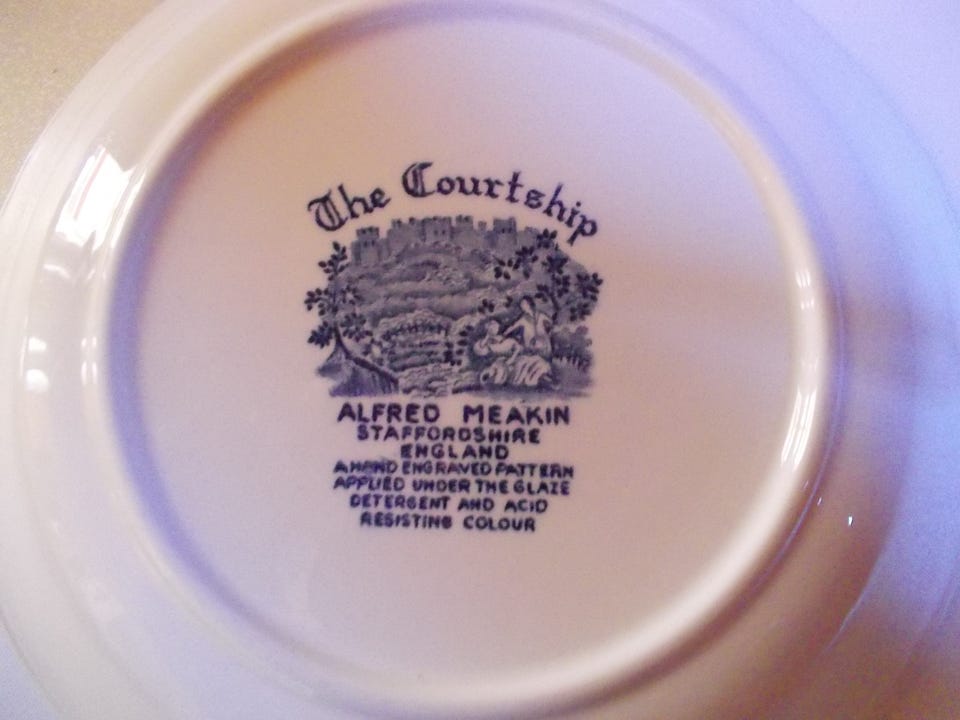 The Courtship
ALFRED MEAKIN
STAFFORDSHIRE
ENGLAND
A HAND ENGRAVED PATTERN
APPLIED UNDER THE GLAZE
DETERGENT AND ACID
RESISTING COLOUR